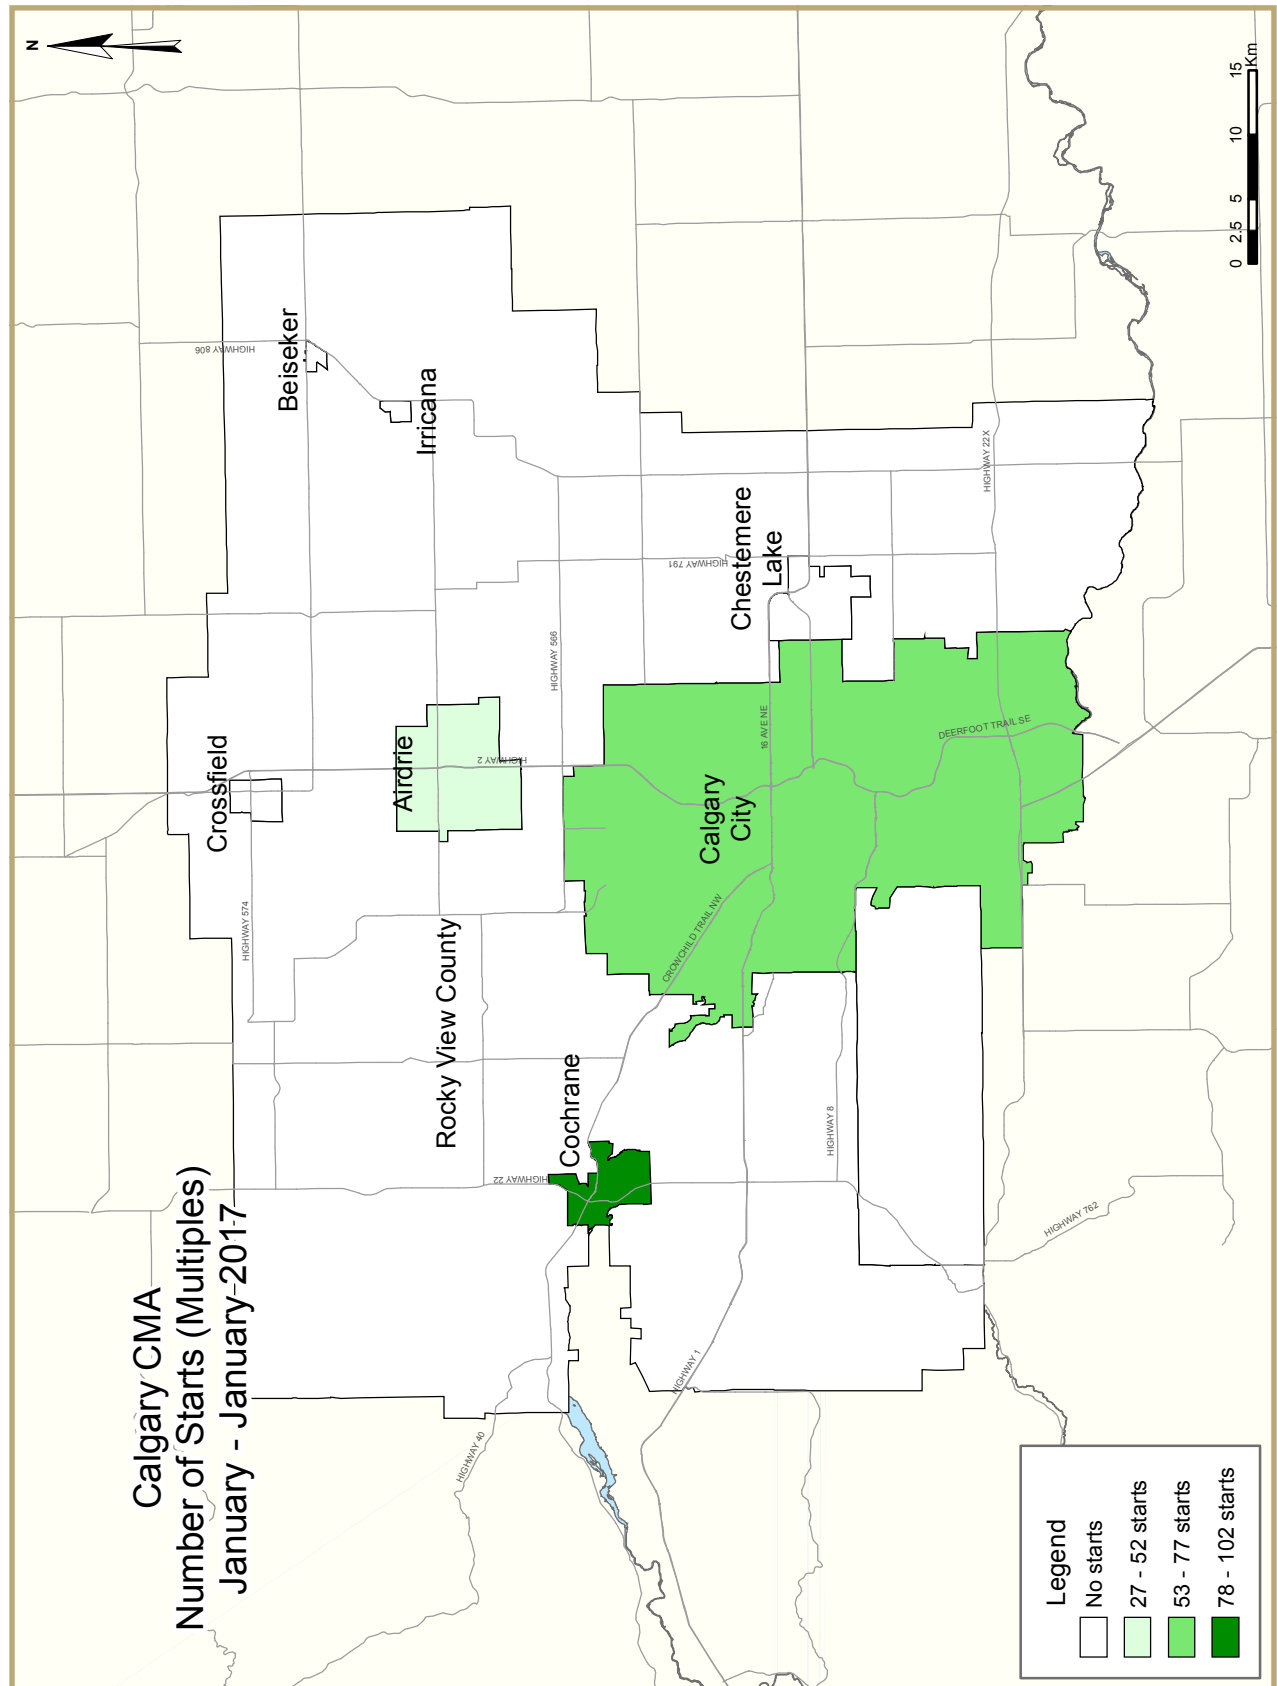 Calgary CMA
Number of Starts (Multiples)
January - January 2017
N
Crossfield
Beiseker
Irricana
Airdrie
Rocky View County
Cochrane
Chestemere
Lake
Calgary
City
HIGHWAY 574
HIGHWAY 806
HIGHWAY 2
HIGHWAY 566
HIGHWAY 22
HIGHWAY 40
HIGHWAY 791
CROWCHILD TRAIL NW
16 AVE NE
HIGHWAY 1
HIGHWAY 8
DEERFOOT TRAIL SE
HIGHWAY 22X
HIGHWAY 762
Legend
No starts
27 - 52 starts
53 - 77 starts
78 - 102 starts
0 2.5 5 10 15
Km